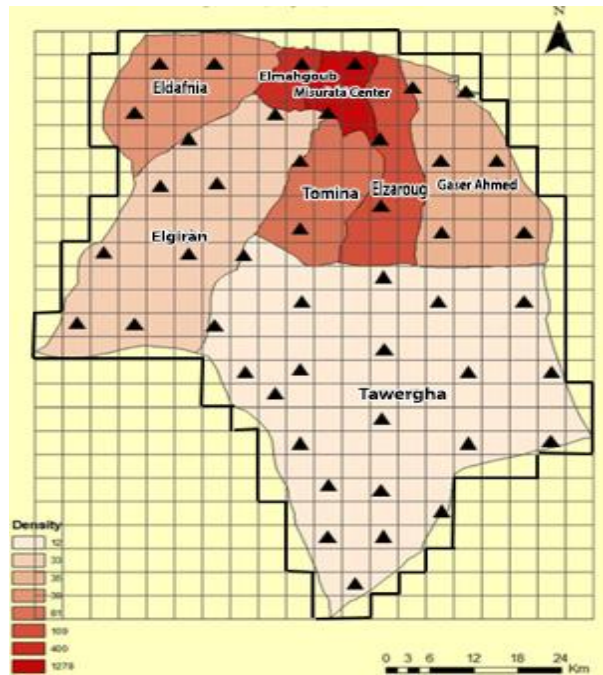 N
Eldafnia
Elmahgoub
Misurata Center
Tomina
Elzaroug
Gaser Ahmed
Elgiran
Tawergha
Density
12
33
35
39
81
109
400
1278
0 3 6 12 18 24
Km